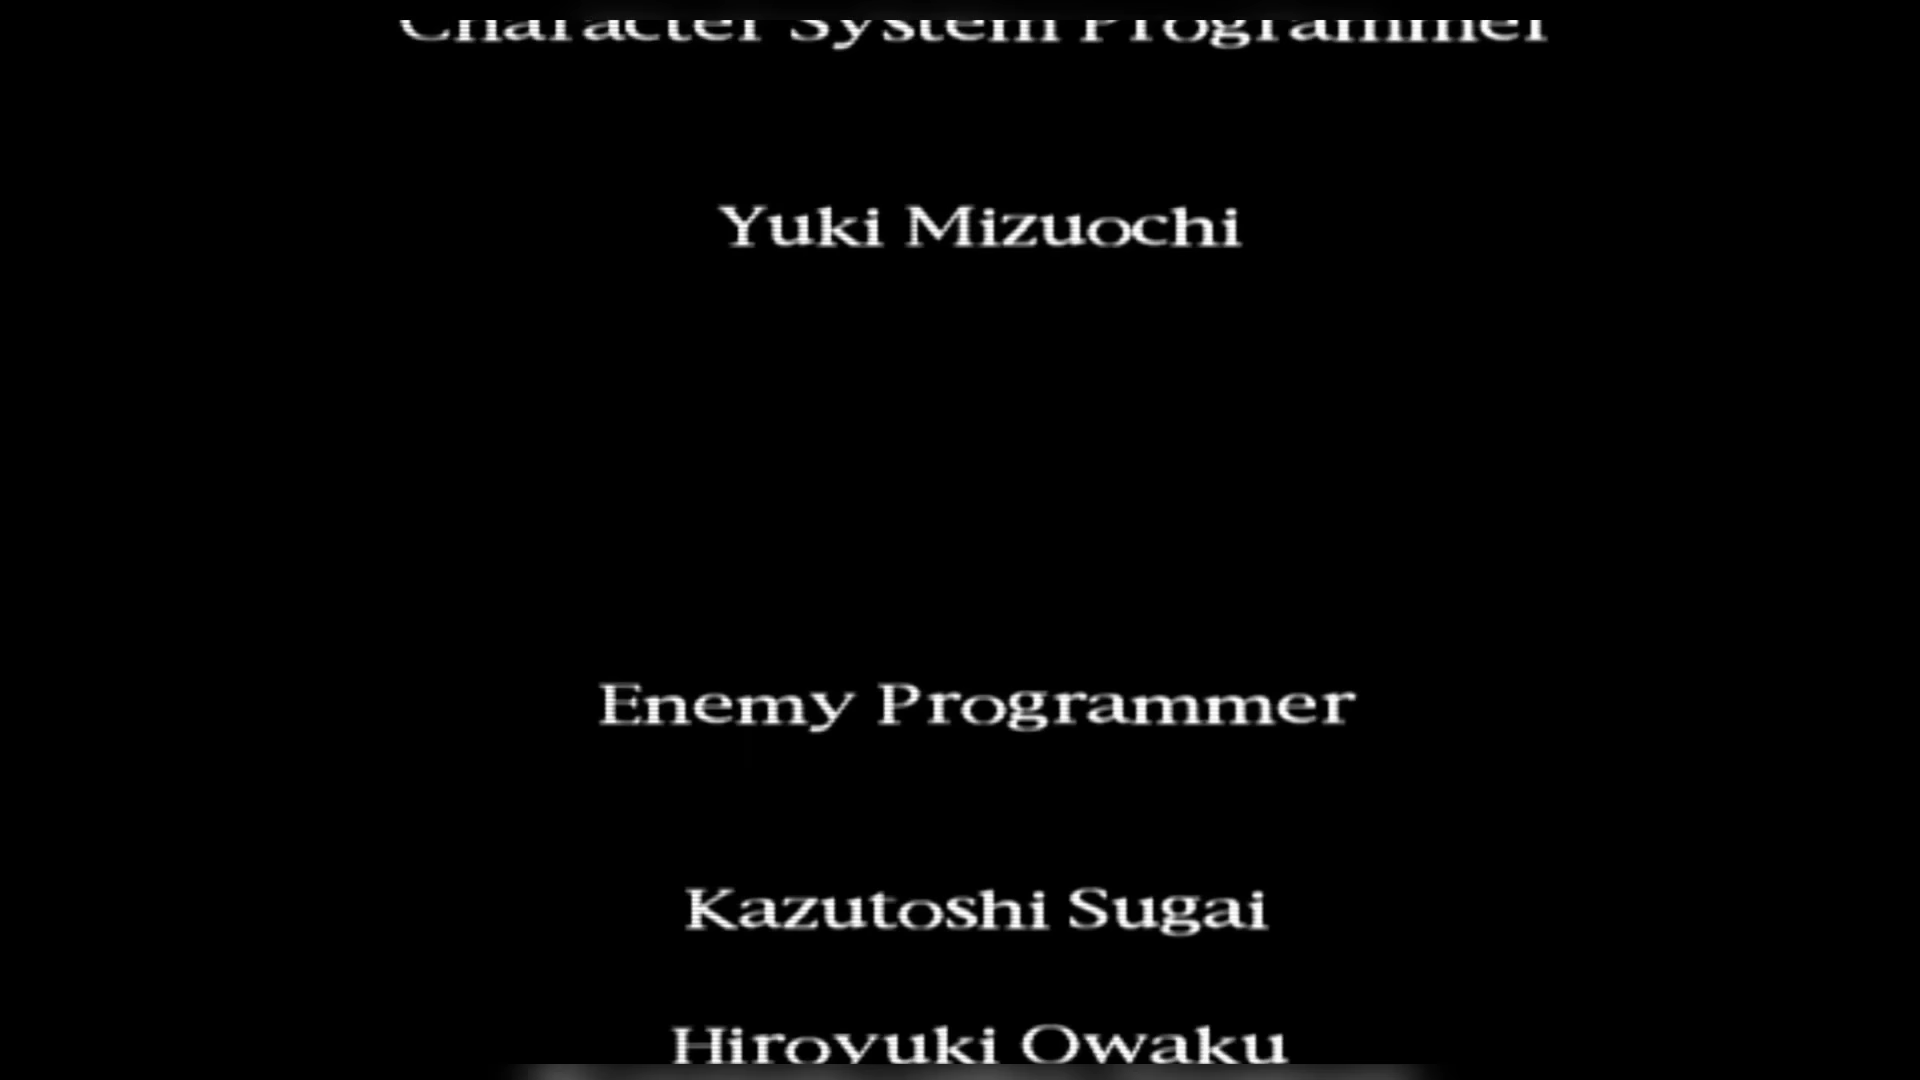 Character System Programmer
Yuki Mizuochi
Enemy Programmer
Kazutoshi Sugai
Hiroyuki Owaku